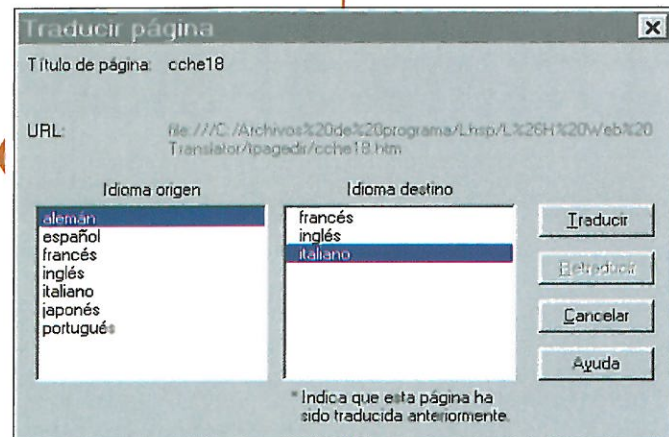 Traducir página
Título de página: cche18
URL: file:///C:/Archivos%20de%20programa/Lhsp/L%26H%20Web%20
Translator/tpagedir/cche18.htm
Idioma origen
alemán
español
francés
inglés
italiano
japonés
portugués
Idioma destino
francés
inglés
italiano
* Indica que esta página ha
sido traducida anteriormente.
Traducir
Retraducir
Cancelar
Ayuda